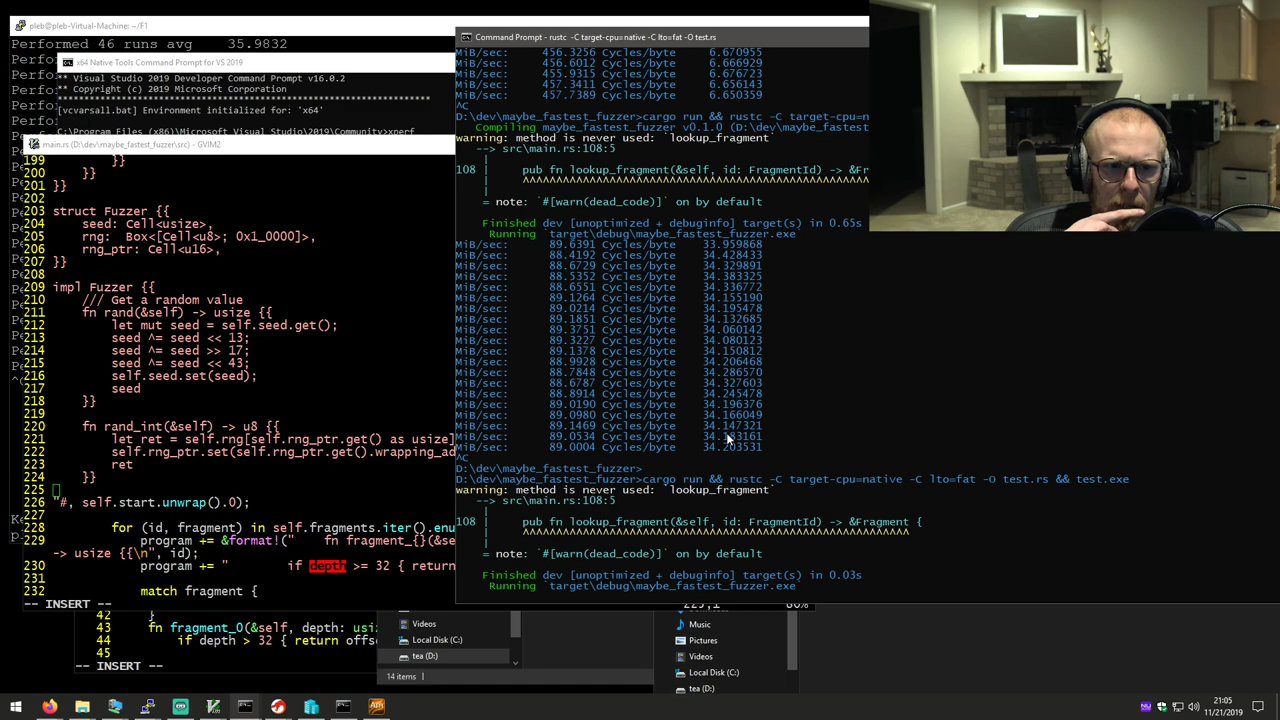 pleb@pleb-Virtual-Machine: ~/F1
Performed 46 runs avg    35.9832
x64 Native Tools Command Prompt for VS 2019
** Visual Studio 2019 Developer Command Prompt v16.0.2
** Copyright (c) 2019 Microsoft Corporation
**********************************************************************
[vcvarsall.bat] Environment initialized for: 'x64'
C:\Program Files (x86)\Microsoft Visual Studio\2019\Community>xperf
main.rs (D:\dev\maybe_fastest_fuzzer\src) - GVIM2
199         }}
200     }}
201 }}
202
203 struct Fuzzer {{
204     seed: Cell<usize>,
205     rng:  Box<[Cell<u8>; 0x1_0000]>,
206     rng_ptr: Cell<u16>,
207 }}
208
209 impl Fuzzer {{
210     /// Get a random value
211     fn rand(&self) -> usize {{
212         let mut seed = self.seed.get();
213         seed ^= seed << 13;
214         seed ^= seed >> 17;
215         seed ^= seed << 43;
216         self.seed.set(seed);
217         seed
218     }}
219
220     fn rand_int(&self) -> u8 {{
221         let ret = self.rng[self.rng_ptr.get() as usize]
222         self.rng_ptr.set(self.rng_ptr.get().wrapping_ad
223         ret
224     }}
225
226 "#, self.start.unwrap().0);
227
228         for (id, fragment) in self.fragments.iter().enu
229             program += &format!("    fn fragment_{}(&se
-> usize {{\n", id);
230             program += "        if depth >= 32 { return
231
232             match fragment {
-- INSERT --
42     }
43     fn fragment_0(&self, depth: usi
44         if depth > 32 { return offs
45
-- INSERT --
Command Prompt - rustc -C target-cpu=native -C lto=fat -O test.rs
MiB/sec:      456.3256 Cycles/byte    6.670955
MiB/sec:      456.6012 Cycles/byte    6.666929
MiB/sec:      455.9315 Cycles/byte    6.676723
MiB/sec:      457.3411 Cycles/byte    6.656143
MiB/sec:      457.7389 Cycles/byte    6.650359
^C
D:\dev\maybe_fastest_fuzzer>cargo run && rustc -C target-cpu=n
Compiling maybe_fastest_fuzzer v0.1.0 (D:\dev\maybe_fastest_fuz
warning: method is never used: `lookup_fragment`
--> src\main.rs:108:5
|
108 |     pub fn lookup_fragment(&self, id: FragmentId) -> &Fr
|     ^^^^^^^^^^^^^^^^^^^^^^^^^^^^^^^^^^^^^^^^^^^^^^^^^^^^
|
= note: `#[warn(dead_code)]` on by default
Finished dev [unoptimized + debuginfo] target(s) in 0.65s
Running `target\debug\maybe_fastest_fuzzer.exe`
MiB/sec:       89.6391 Cycles/byte   33.959868
MiB/sec:       88.4192 Cycles/byte   34.428433
MiB/sec:       88.6729 Cycles/byte   34.329891
MiB/sec:       88.5352 Cycles/byte   34.383325
MiB/sec:       88.6551 Cycles/byte   34.336772
MiB/sec:       89.1264 Cycles/byte   34.155190
MiB/sec:       89.0214 Cycles/byte   34.195478
MiB/sec:       89.1851 Cycles/byte   34.132685
MiB/sec:       89.3751 Cycles/byte   34.060142
MiB/sec:       89.3227 Cycles/byte   34.080123
MiB/sec:       89.1378 Cycles/byte   34.150812
MiB/sec:       88.9928 Cycles/byte   34.206468
MiB/sec:       88.7848 Cycles/byte   34.286570
MiB/sec:       88.6787 Cycles/byte   34.327603
MiB/sec:       88.8914 Cycles/byte   34.245478
MiB/sec:       89.0190 Cycles/byte   34.196376
MiB/sec:       89.0980 Cycles/byte   34.166049
MiB/sec:       89.1469 Cycles/byte   34.147321
MiB/sec:       89.0534 Cycles/byte
MiB/sec:       89.0004 Cycles/byte   34.203531
^C
D:\dev\maybe_fastest_fuzzer>
D:\dev\maybe_fastest_fuzzer>cargo run && rustc -C target-cpu=native -C lto=fat -O test.rs && test.exe
warning: method is never used: `lookup_fragment`
--> src\main.rs:108:5
|
108 |     pub fn lookup_fragment(&self, id: FragmentId) -> &Fragment {
|     ^^^^^^^^^^^^^^^^^^^^^^^^^^^^^^^^^^^^^^^^^^^^^^^^^^^^^^^^^^
|
= note: `#[warn(dead_code)]` on by default
Finished dev [unoptimized + debuginfo] target(s) in 0.03s
Running `target\debug\maybe_fastest_fuzzer.exe`
Videos
Local Disk (C:)
tea (D:)
14 items
Music
Pictures
Videos
Local Disk (C:)
tea (D:)
21:05
11/21/2019